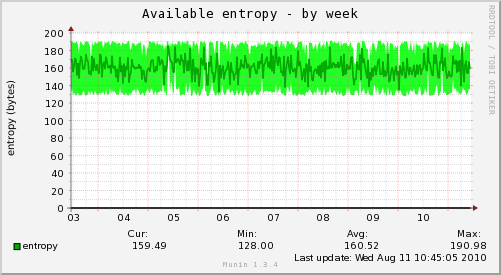 Available entropy - by week
RRDTOOL / TOBI OETIKER
entropy (bytes)
200
180
160
140
120
100
80
60
40
20
0
03 04 05 06 07 08 09 10
Cur: Min: Avg: Max:
entropy 159.49 128.00 160.52 190.98
Last update: Wed Aug 11 10:45:05 2010
Munin 1.3.4